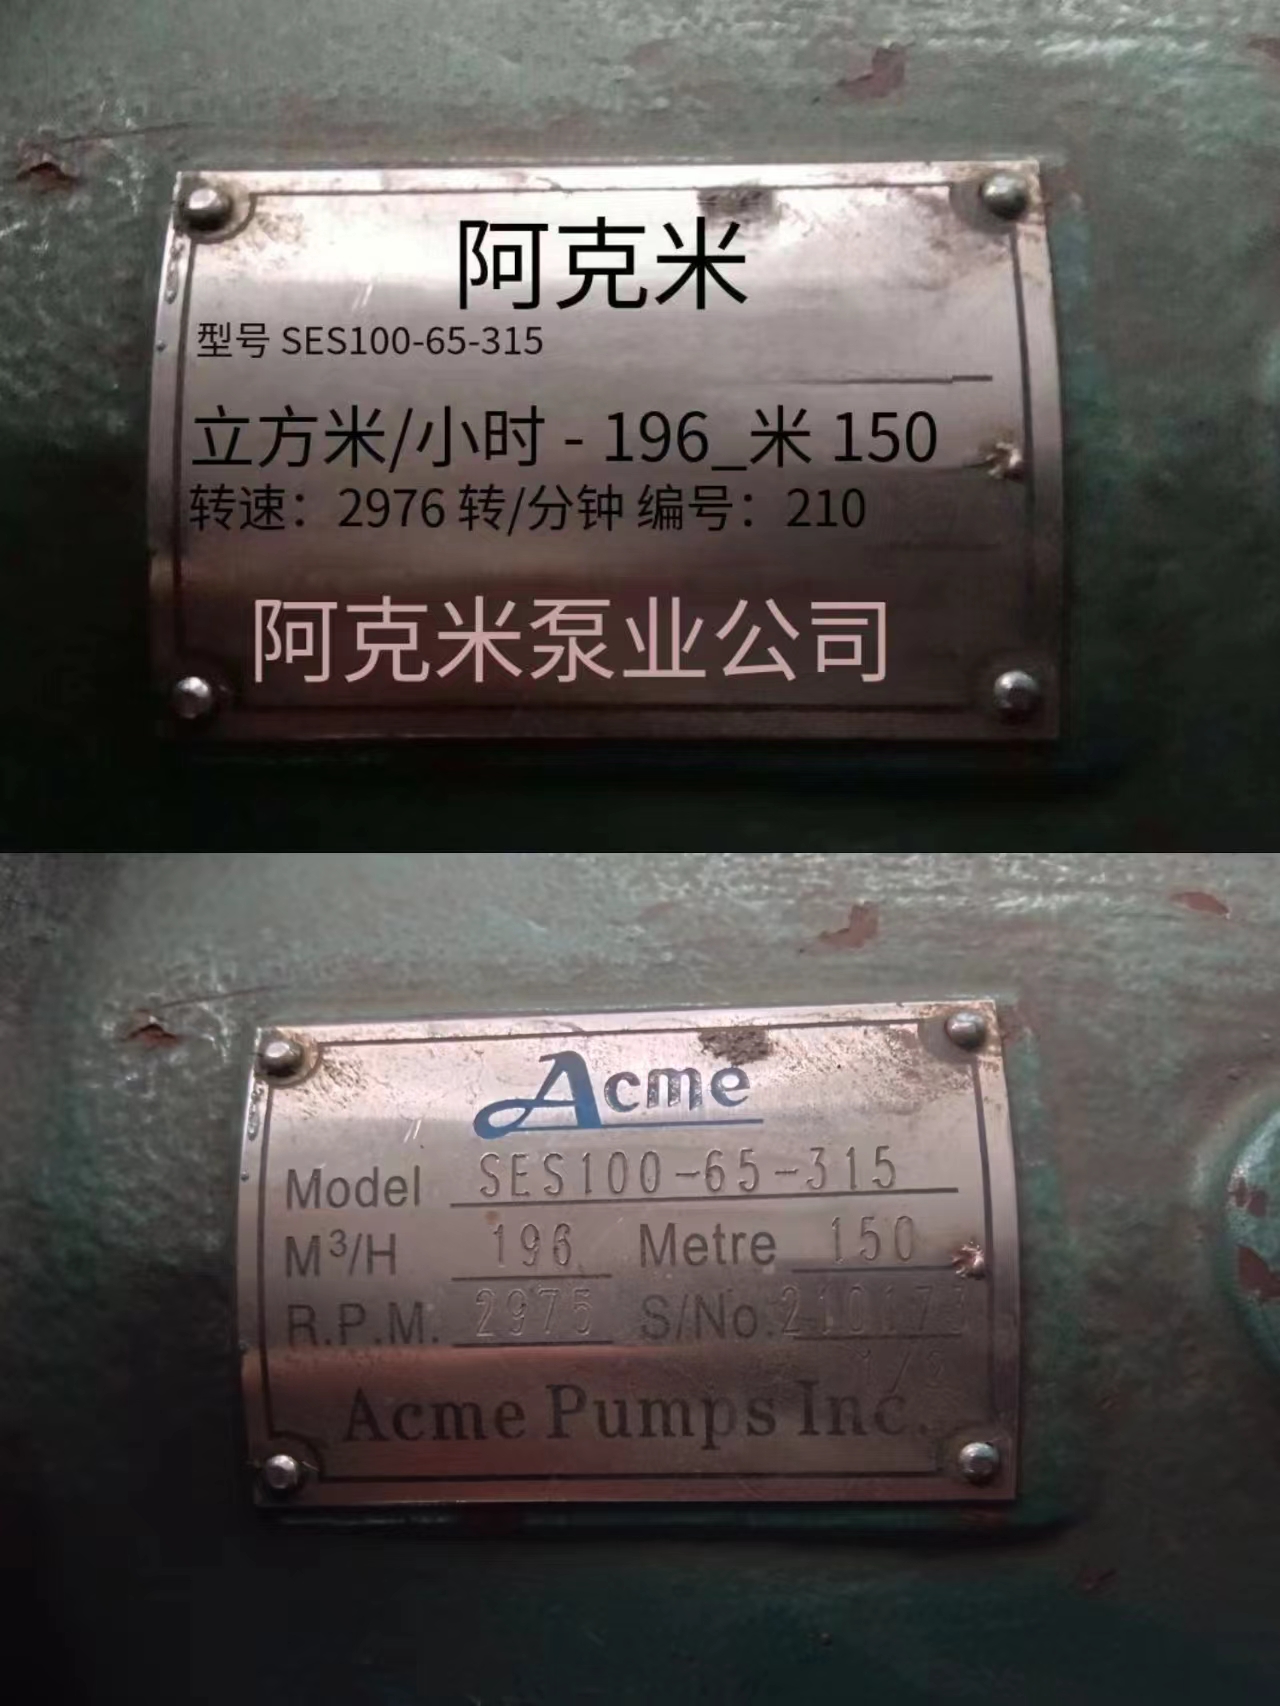 阿克米
型号 SES100-65-315
立方米/小时 - 196_米 150
转速：2976 转/分钟 编号：210
阿克米泵业公司
Acme
Model SES100-65-315
M³/H 196 Metre 150
R.P.M. 2975 S/No.
Acme Pumps Inc.